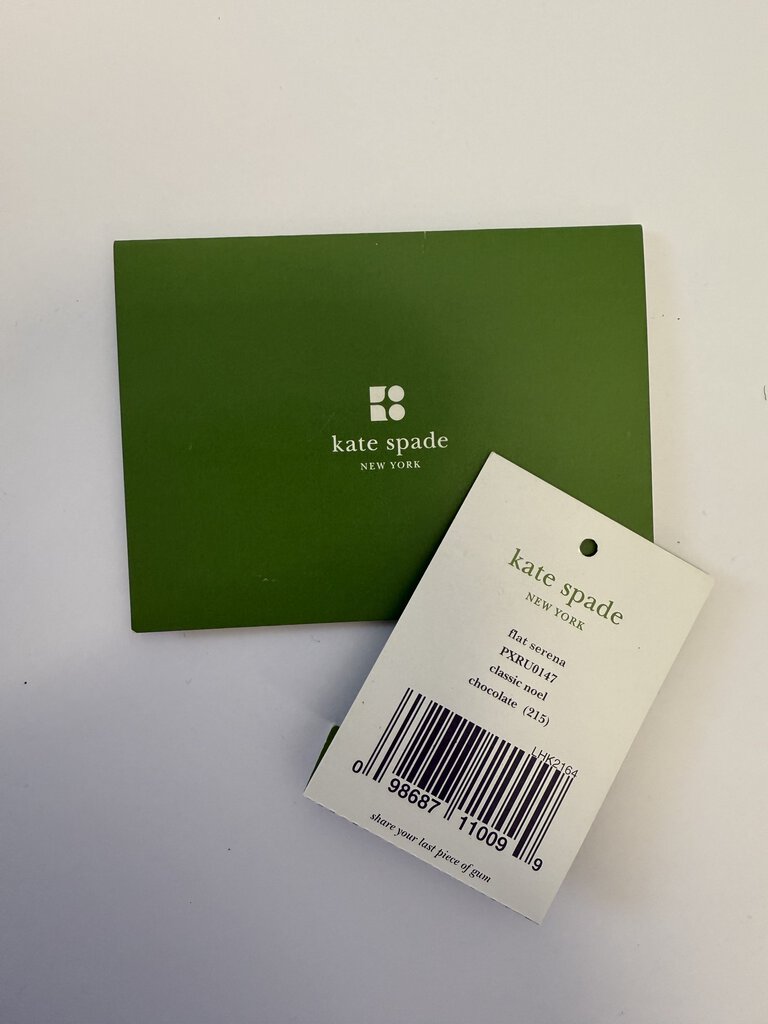 kate spade
NEW YORK
kate spade
NEW YORK
flat serena
PXRU0147
classic noel
chocolate (215)
LHK2164
0 98687 11009 9
share your last piece of gum